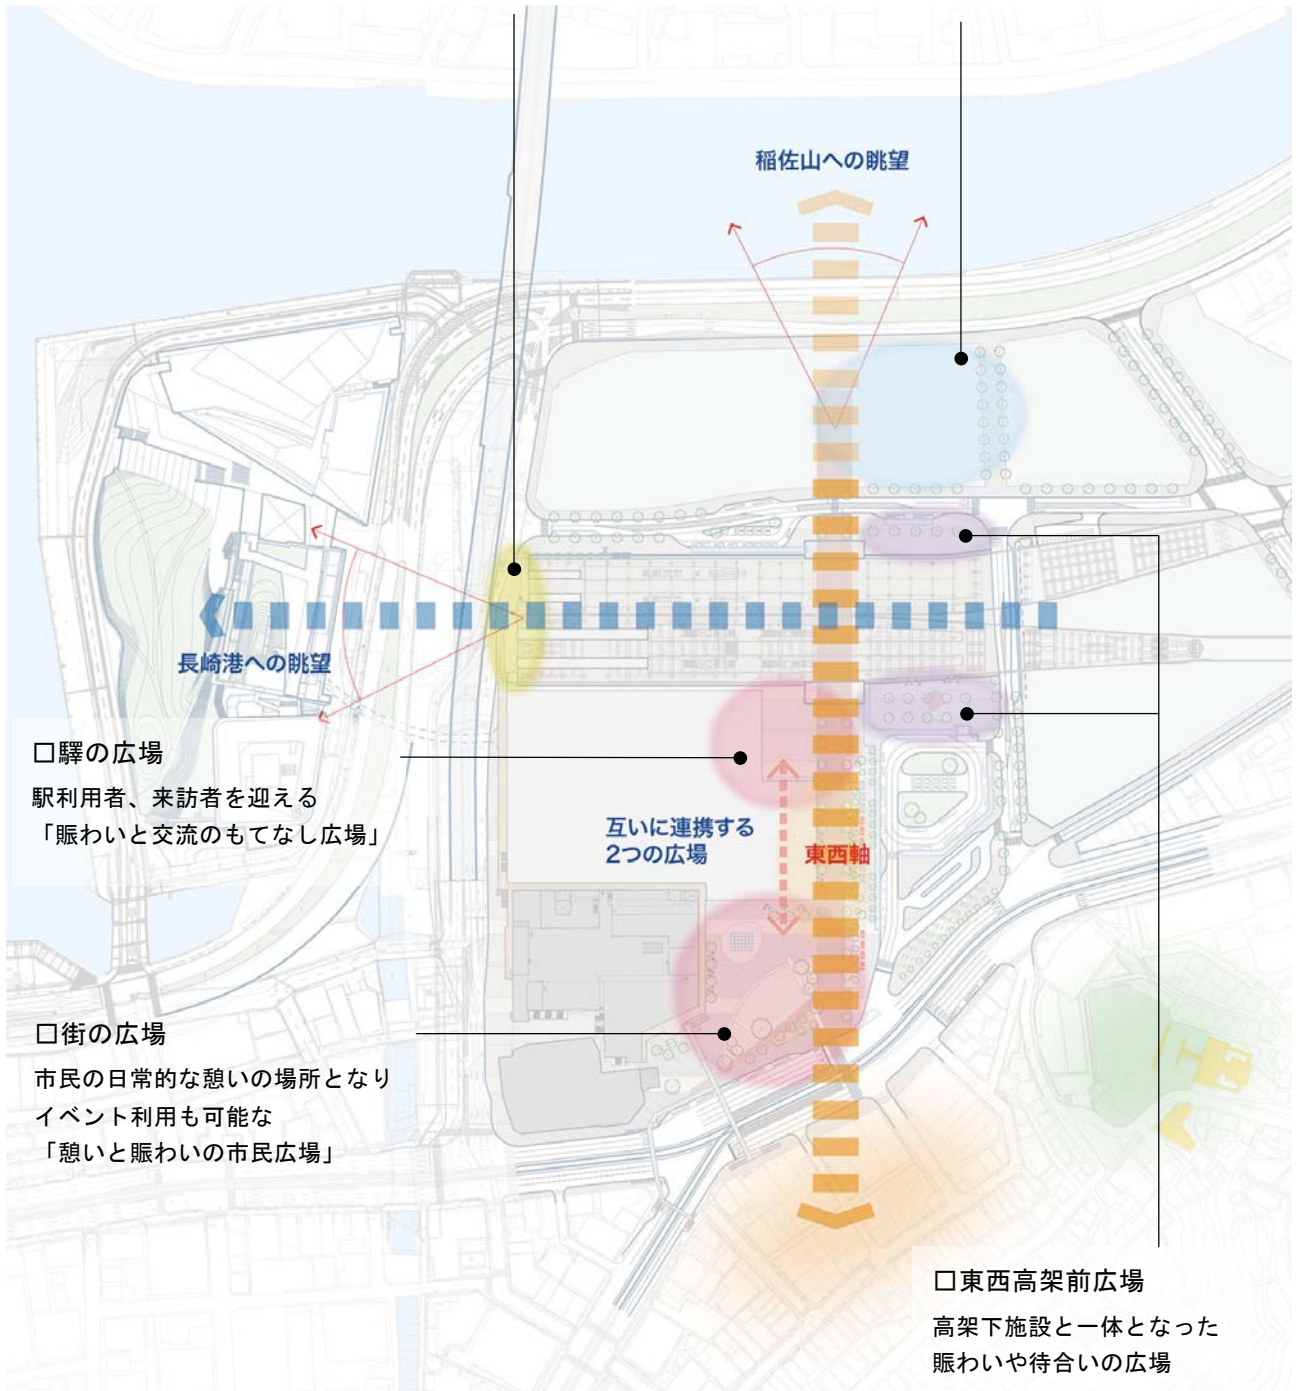 稲佐山への眺望
長崎港への眺望
□驛の広場
駅利用者、来訪者を迎える
「賑わいと交流のもてなし広場」
互いに連携する
2つの広場
東西軸
□街の広場
市民の日常的な憩いの場所となり
イベント利用も可能な
「憩いと賑わいの市民広場」
□東西高架前広場
高架下施設と一体となった
賑わいや待合いの広場